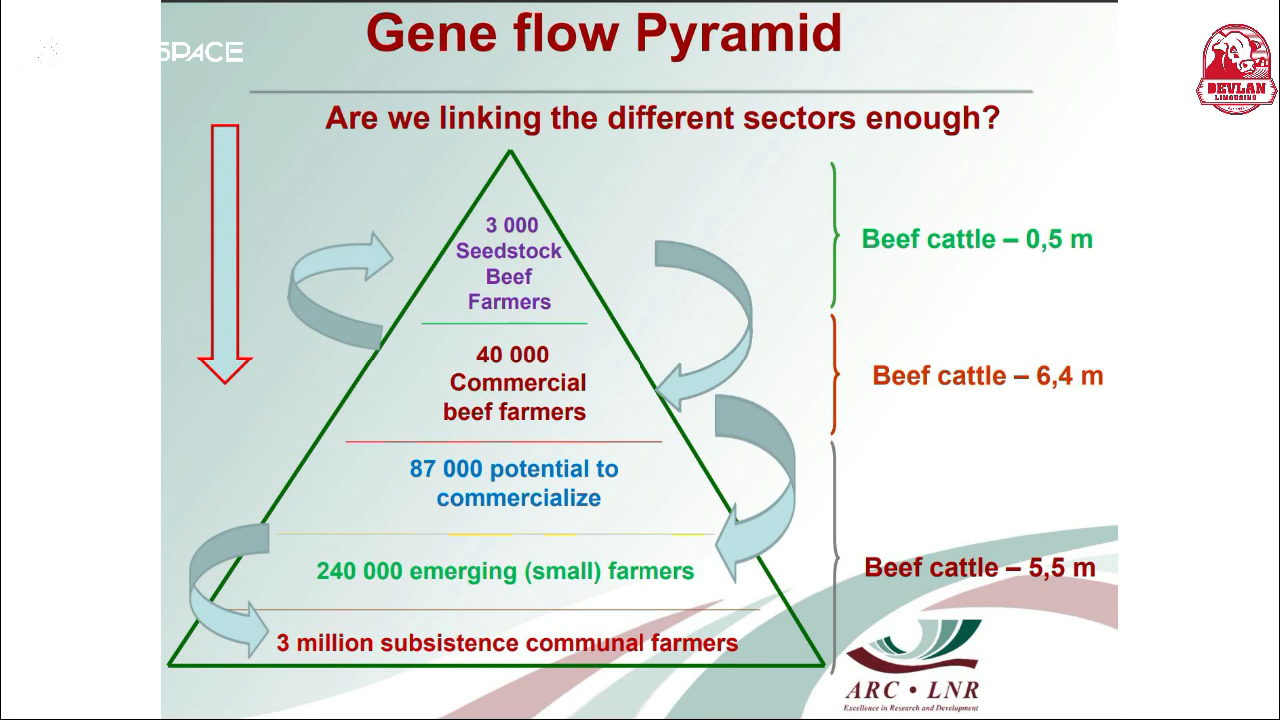 Gene flow Pyramid
SPACE
DEVLAN
LIMOUSINS
Are we linking the different sectors enough?
3 000
Seedstock
Beef
Farmers
Beef cattle – 0,5 m
40 000
Commercial
beef farmers
Beef cattle – 6,4 m
87 000 potential to
commercialize
240 000 emerging (small) farmers
Beef cattle – 5,5 m
3 million subsistence communal farmers
ARC • LNR
Excellence in Research and Development